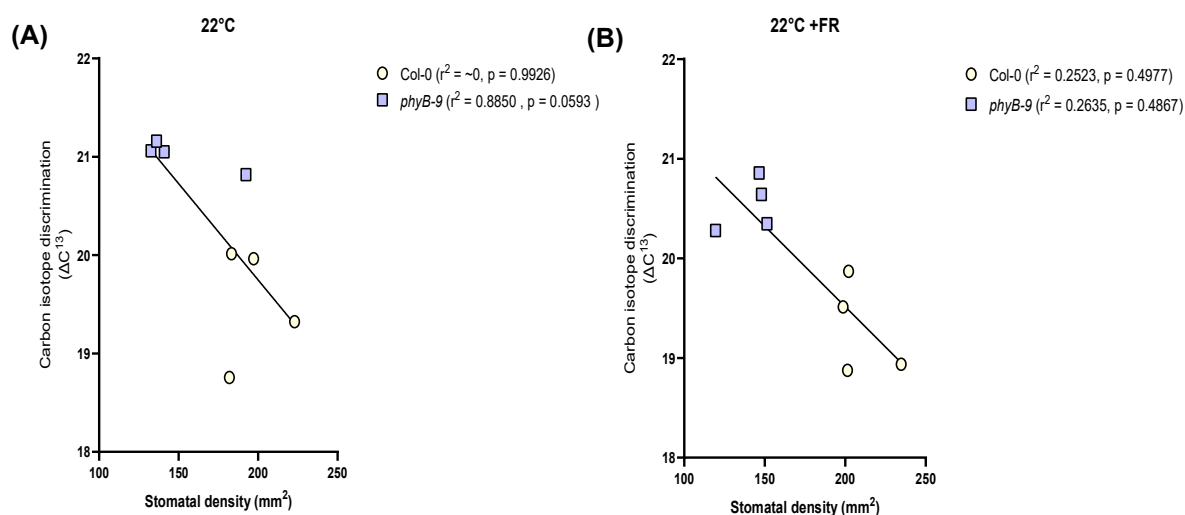 (A)
22°C
22
21
20
19
18
100 150 200 250
Carbon isotope discrimination
(ΔC¹³)
Stomatal density (mm²)
Col-0 (r² = ~0, p = 0.9926)
phyB-9 (r² = 0.8850 , p = 0.0593 )
(B)
22°C +FR
22
21
20
19
18
100 150 200 250
Carbon isotope discrimination
(ΔC¹³)
Stomatal density (mm²)
Col-0 (r² = 0.2523, p = 0.4977)
phyB-9 (r² = 0.2635, p = 0.4867)